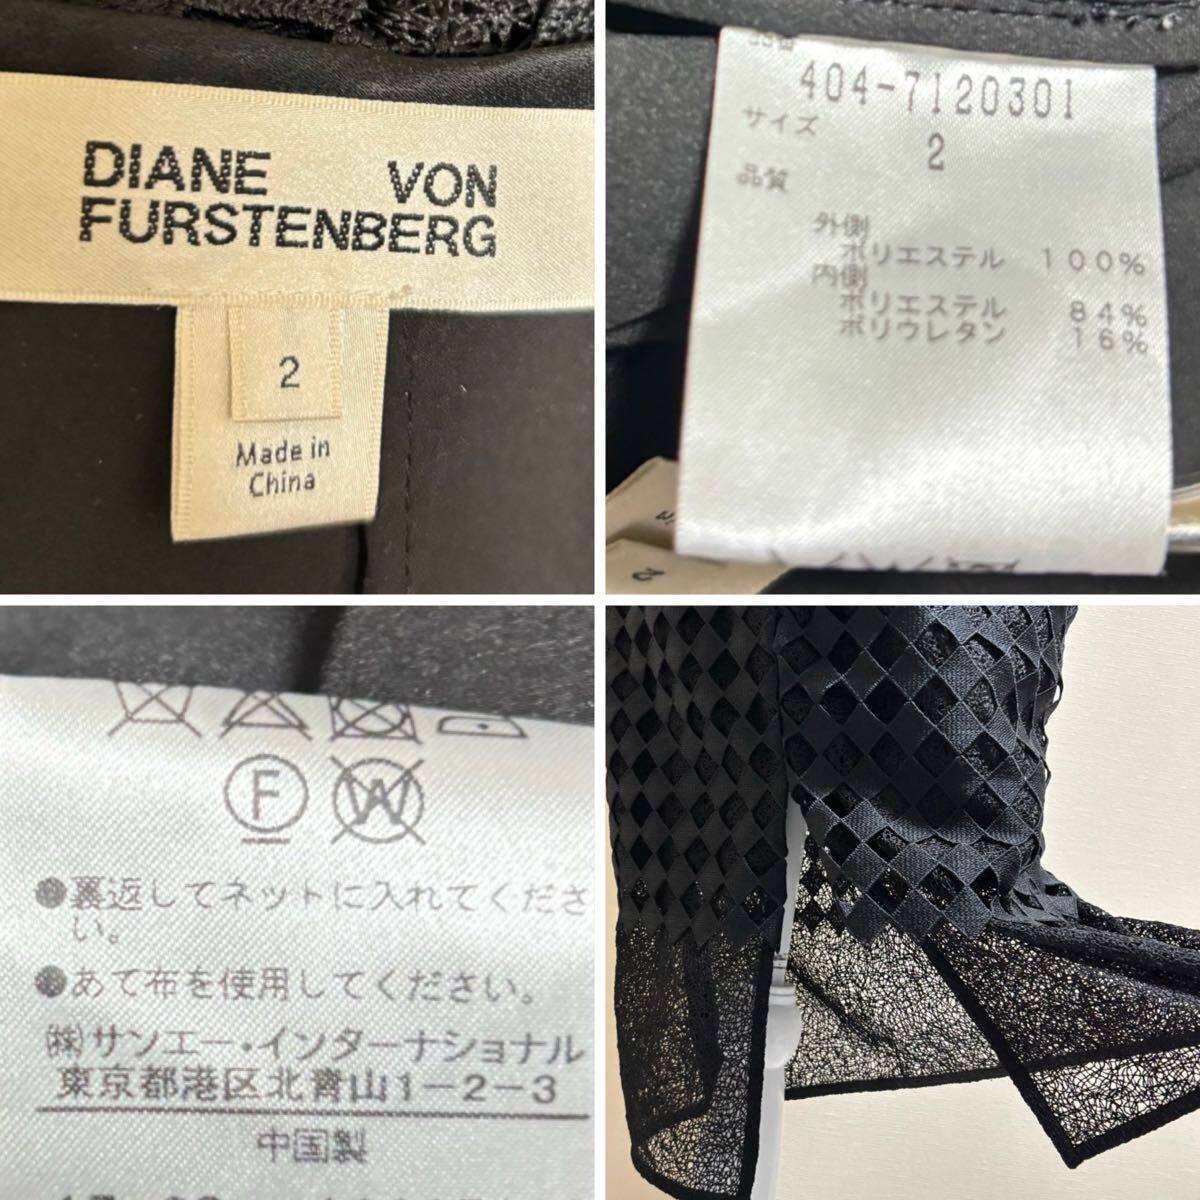 DIANE VON
FURSTENBERG
2
Made in
China
404-7120301
サイズ
2
品質
外側
ポリエステル 100%
内側
ポリエステル 84%
ポリウレタン 16%
2
F
W
●裏返してネットに入れてくださ
い。
●あて布を使用してください。
㈱サンエー・インターナショナル
東京都港区北青山1-2-3
中国製